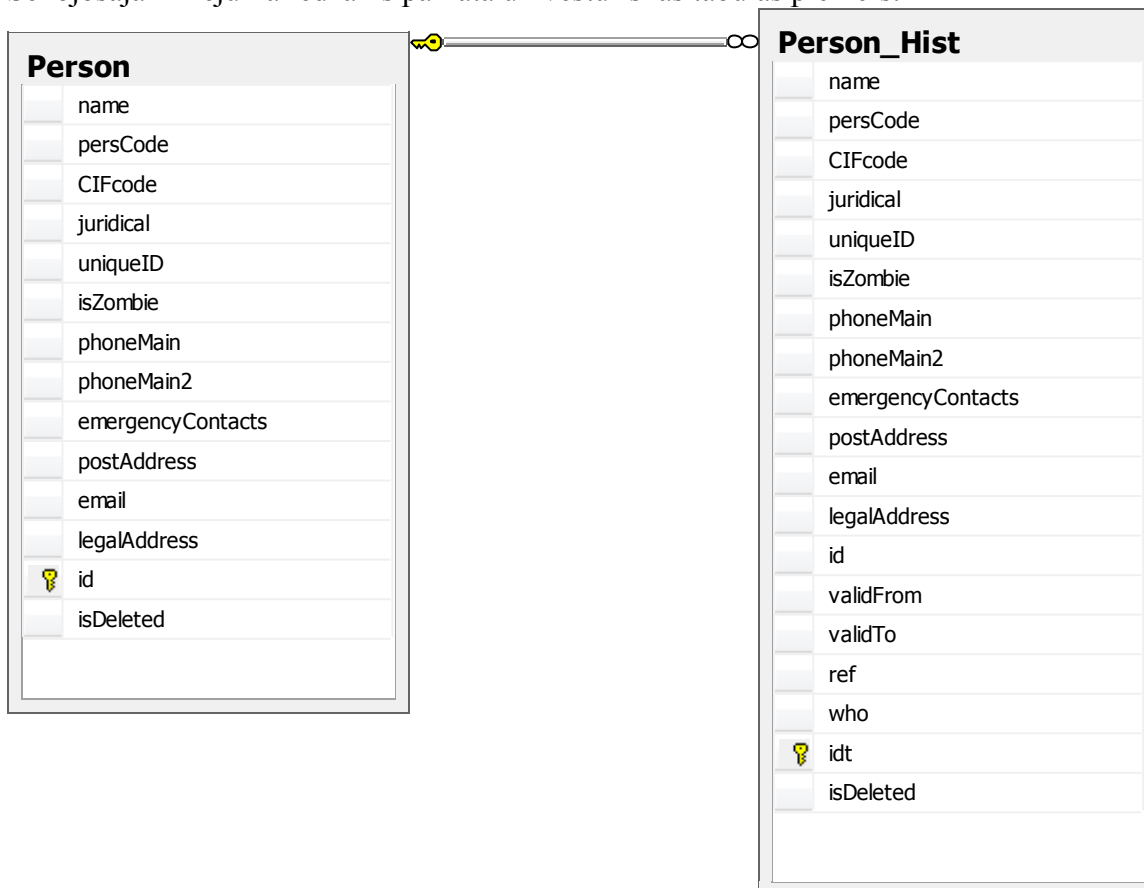 Person
name
persCode
CIFcode
juridical
uniqueID
isZombie
phoneMain
phoneMain2
emergencyContacts
postAddress
email
legalAddress
id
isDeleted
Person_Hist
name
persCode
CIFcode
juridical
uniqueID
isZombie
phoneMain
phoneMain2
emergencyContacts
postAddress
email
legalAddress
id
validFrom
validTo
ref
who
idt
isDeleted